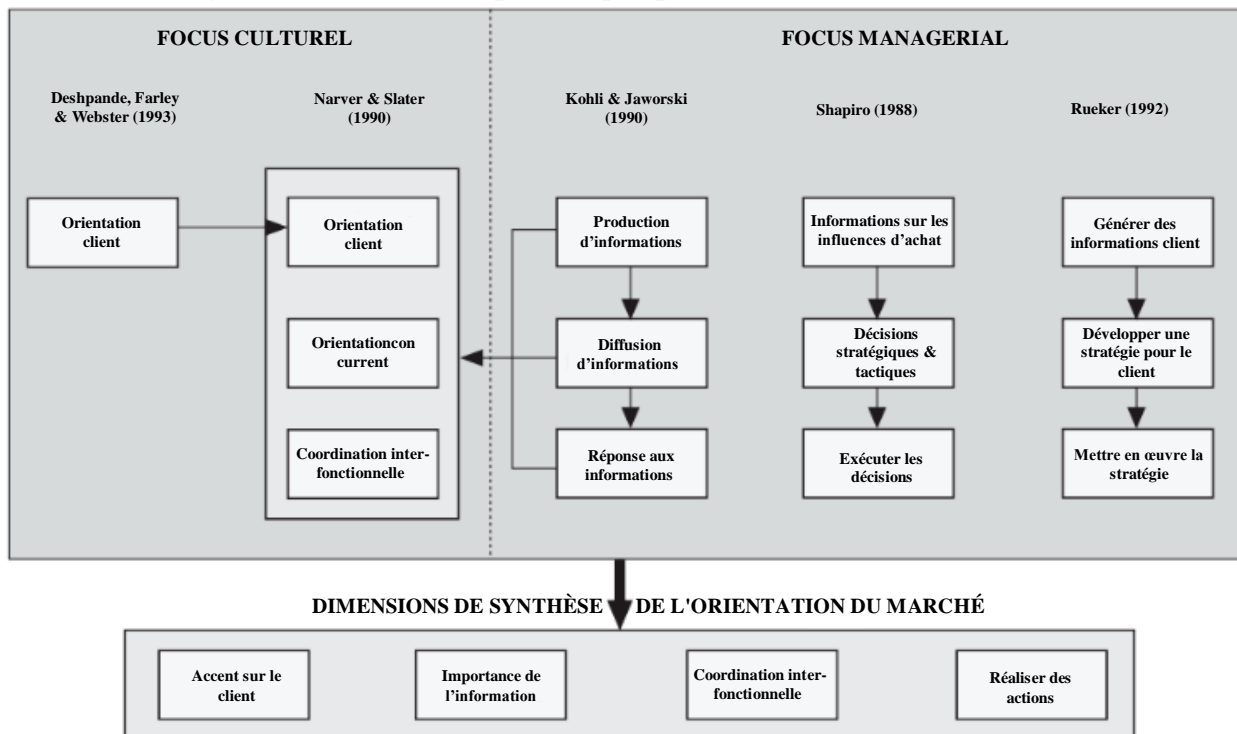 FOCUS CULTUREL
FOCUS MANAGERIAL
Deshpande, Farley
& Webster (1993)
Narver & Slater
(1990)
Kohli & Jaworski
(1990)
Shapiro (1988)
Rueker (1992)
Orientation
client
Orientation
client
Production
d’informations
Informations sur les
influences d’achat
Générer des
informations client
Orientationcon
current
Diffusion
d’informations
Décisions
stratégiques &
tactiques
Développer une
stratégie pour le
client
Coordination inter-
fonctionnelle
Réponse aux
informations
Exécuter les
décisions
Mettre en œuvre la
stratégie
DIMENSIONS DE SYNTHÈSE DE L'ORIENTATION DU MARCHÉ
Accent sur le
client
Importance de
l’information
Coordination inter-
fonctionnelle
Réaliser des
actions